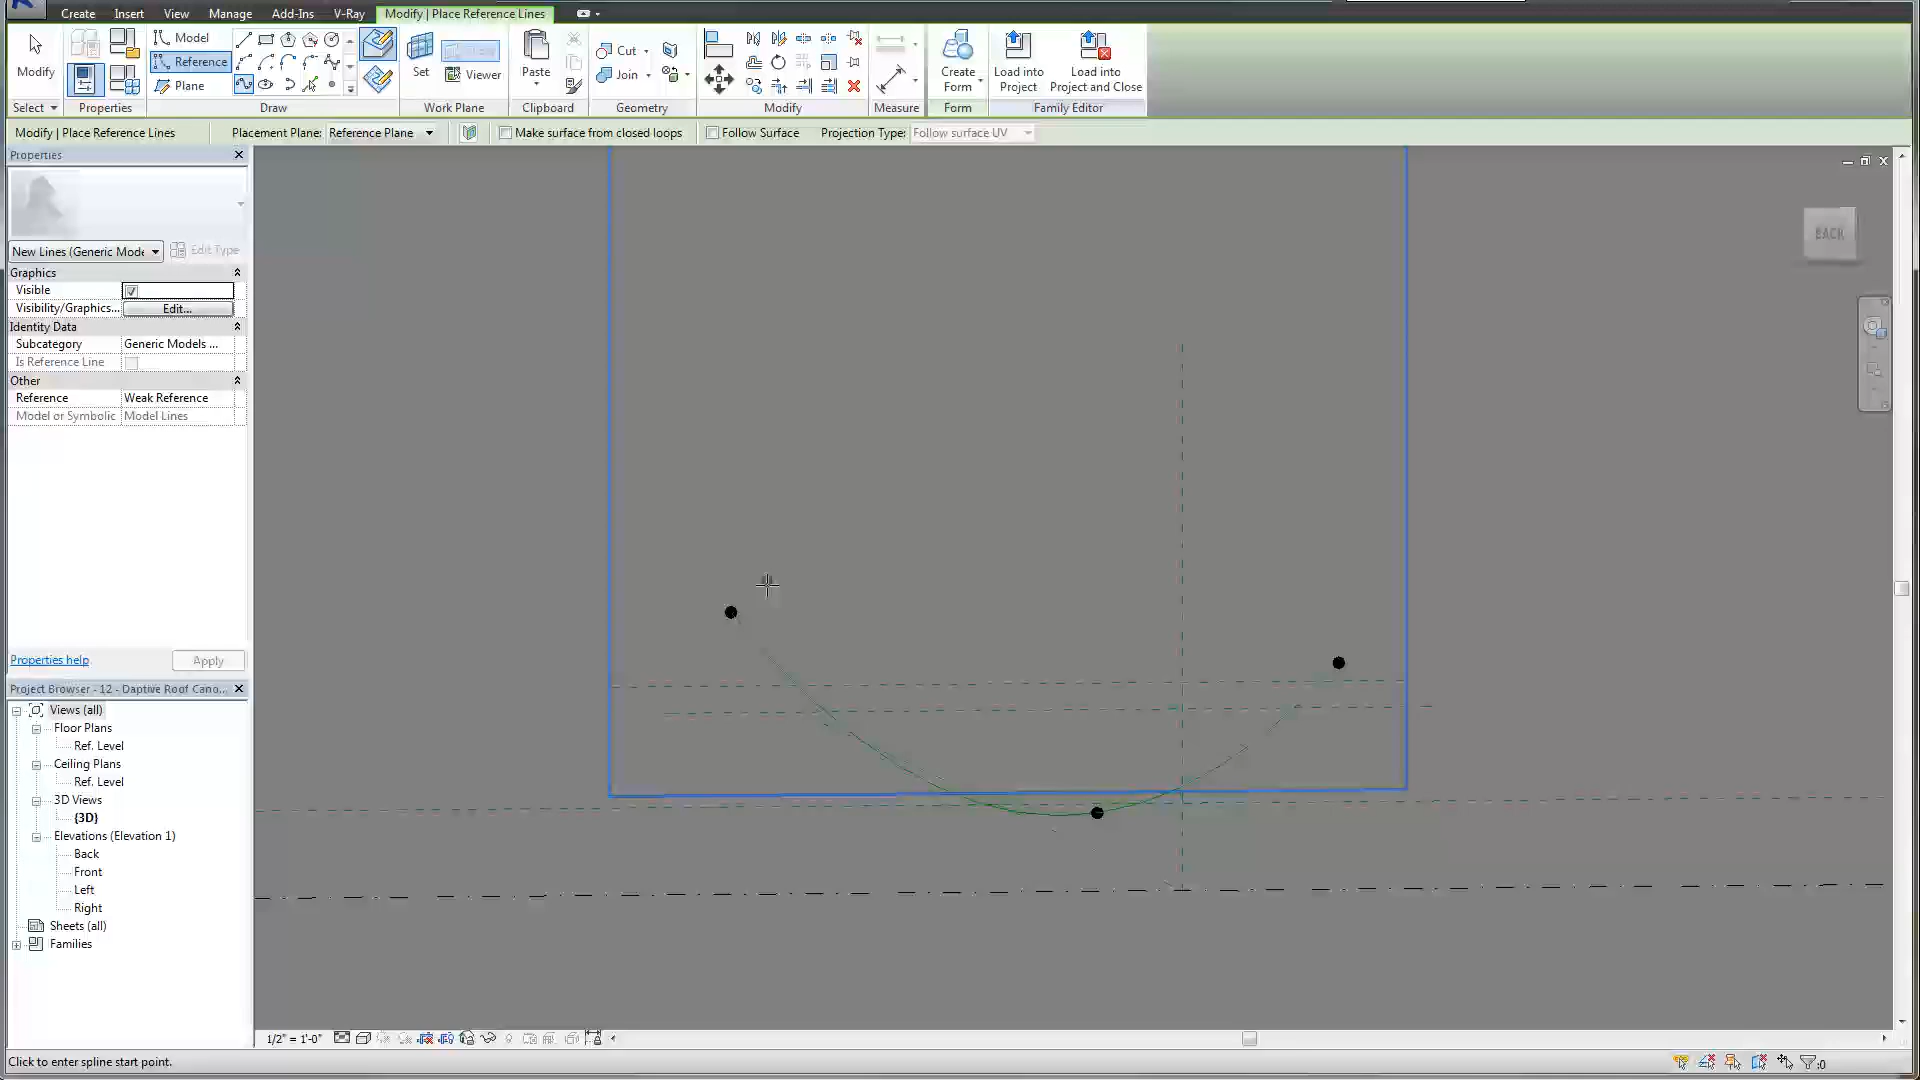 Create Insert View Manage Add-Ins V-Ray Modify | Place Reference Lines
Model
Reference
Plane
Modify
Set
Viewer
Paste
Cut
Join
Create
Form
Load into
Project
Load into
Project and Close
Select Properties Draw Work Plane Clipboard Geometry Modify Measure Form Family Editor
Modify | Place Reference Lines Placement Plane: Reference Plane Make surface from closed loops Follow Surface Projection Type: Follow surface UV
Properties
New Lines (Generic Mode Edit Type
Graphics
Visible
Visibility/Graphics... Edit...
Identity Data
Subcategory Generic Models ...
Is Reference Line
Other
Reference Weak Reference
Model or Symbolic Model Lines
Properties help Apply
Project Browser - 12 - Daptive Roof Cano...
Views (all)
Floor Plans
Ref. Level
Ceiling Plans
Ref. Level
3D Views
{3D}
Elevations (Elevation 1)
Back
Front
Left
Right
Sheets (all)
Families
BACK
1/2" = 1'-0"
Click to enter spline start point.
:0